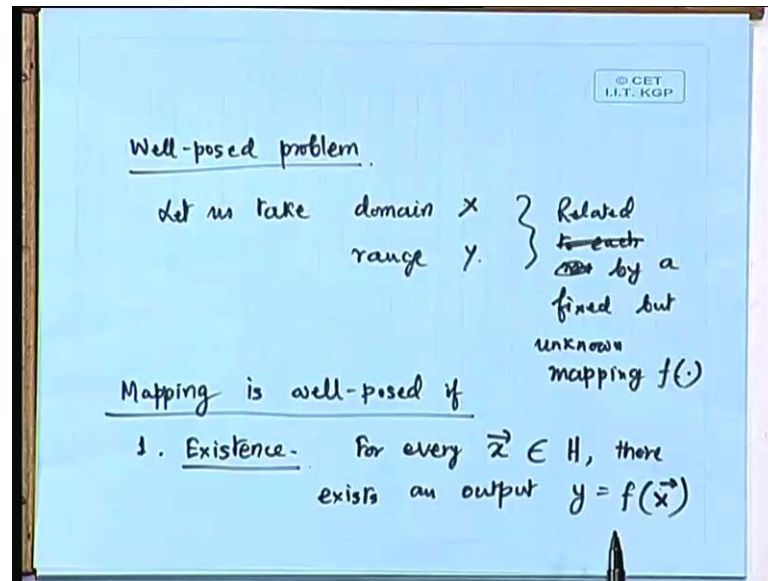 © CET
I.I.T. KGP
Well-posed problem.
Let us take domain X } Related
range Y. to each
by a
fixed but
unknown
mapping f(·)
Mapping is well-posed if
1. Existence - For every x⃗ ∈ H, there
exists an output y = f(x⃗)